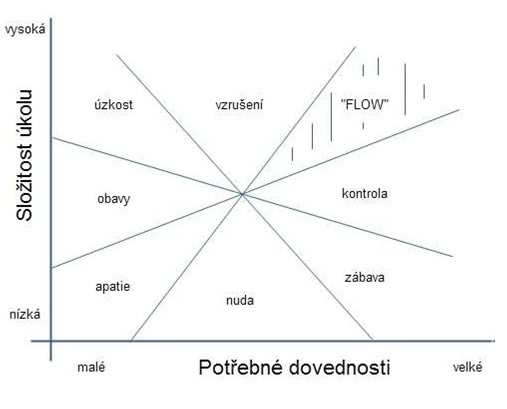 vysoká
Složitost úkolu
úzkost
vzrušení
"FLOW"
obavy
kontrola
apatie
nuda
zábava
nízká
malé
Potřebné dovednosti
velké